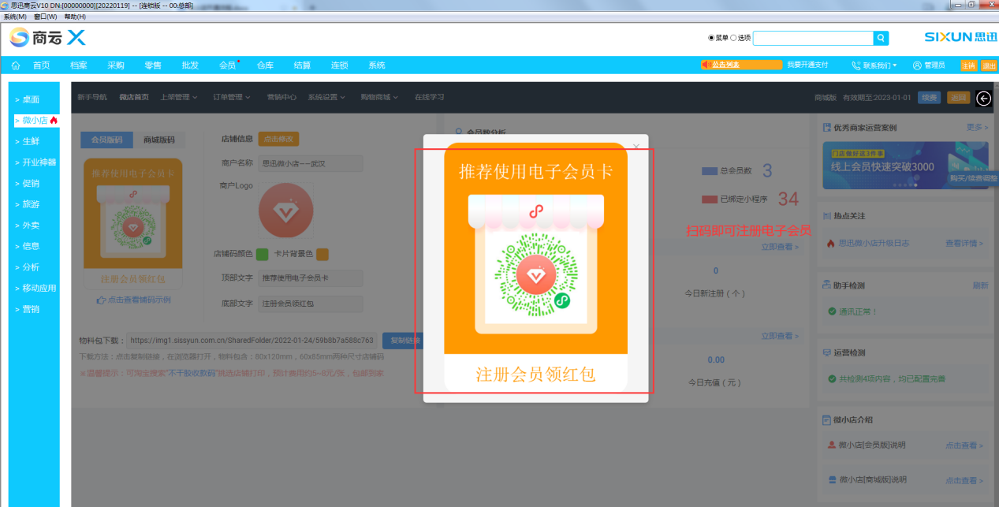 思迅商云V10 DN:[00000000][20220119] -- [连锁版 -- 00:总部]
系统(M) 窗口(W) 帮助(H)
商云 X
菜单 选项
SIXUN思迅
首页 档案 采购 零售 批发 会员 仓库 结算 连锁 系统
公告列表 我要开通支付 联系我们 管理员 注销 退出
> 桌面
> 微小店
> 生鲜
> 开业神器
> 促销
> 旅游
> 外卖
> 信息
> 分析
> 移动应用
> 营销
新手导航 微店首页 上架管理 订单管理 营销中心 系统设置 购物商城 在线学习
商城版 有效期至:2023-01-01 续费 返回
会员版码 商城版码
推荐使用电子会员卡
注册会员领红包
点击查看铺码示例
店铺信息 点击修改
商户名称 思迅微小店——武汉
商户Logo
店铺码颜色 卡片背景色
顶部文字 推荐使用电子会员卡
底部文字 注册会员领红包
物料包下载： https://img1.sissyun.com.cn/SharedFolder/2022-01-24/59b8b7a588c763 复制链接
下载方法：点击复制链接，在浏览器打开，物料包含：80x120mm，60x85mm两种尺寸店铺码
※温馨提示：可淘宝搜索"不干胶收款码"挑选店铺打印，预计费用约5~8元/张，包邮到家
会员数分析
推荐使用电子会员卡
注册会员领红包
总会员数 3
已绑定小程序 34
扫码即可注册电子会员
立即查看 >
0
今日新注册（个）
立即查看 >
0.00
今日充值（元）
优秀商家运营案例 更多 >
门店做好这3件事
线上会员快速突破3000
购买/续费调整
热点关注
思迅微小店升级日志 查看详情 >
助手检测 刷新
通讯正常！
运营检测
共检测4项内容，均已配置完善
微小店介绍
微小店[会员版]说明 点击查看 >
微小店[商城版]说明 点击查看 >